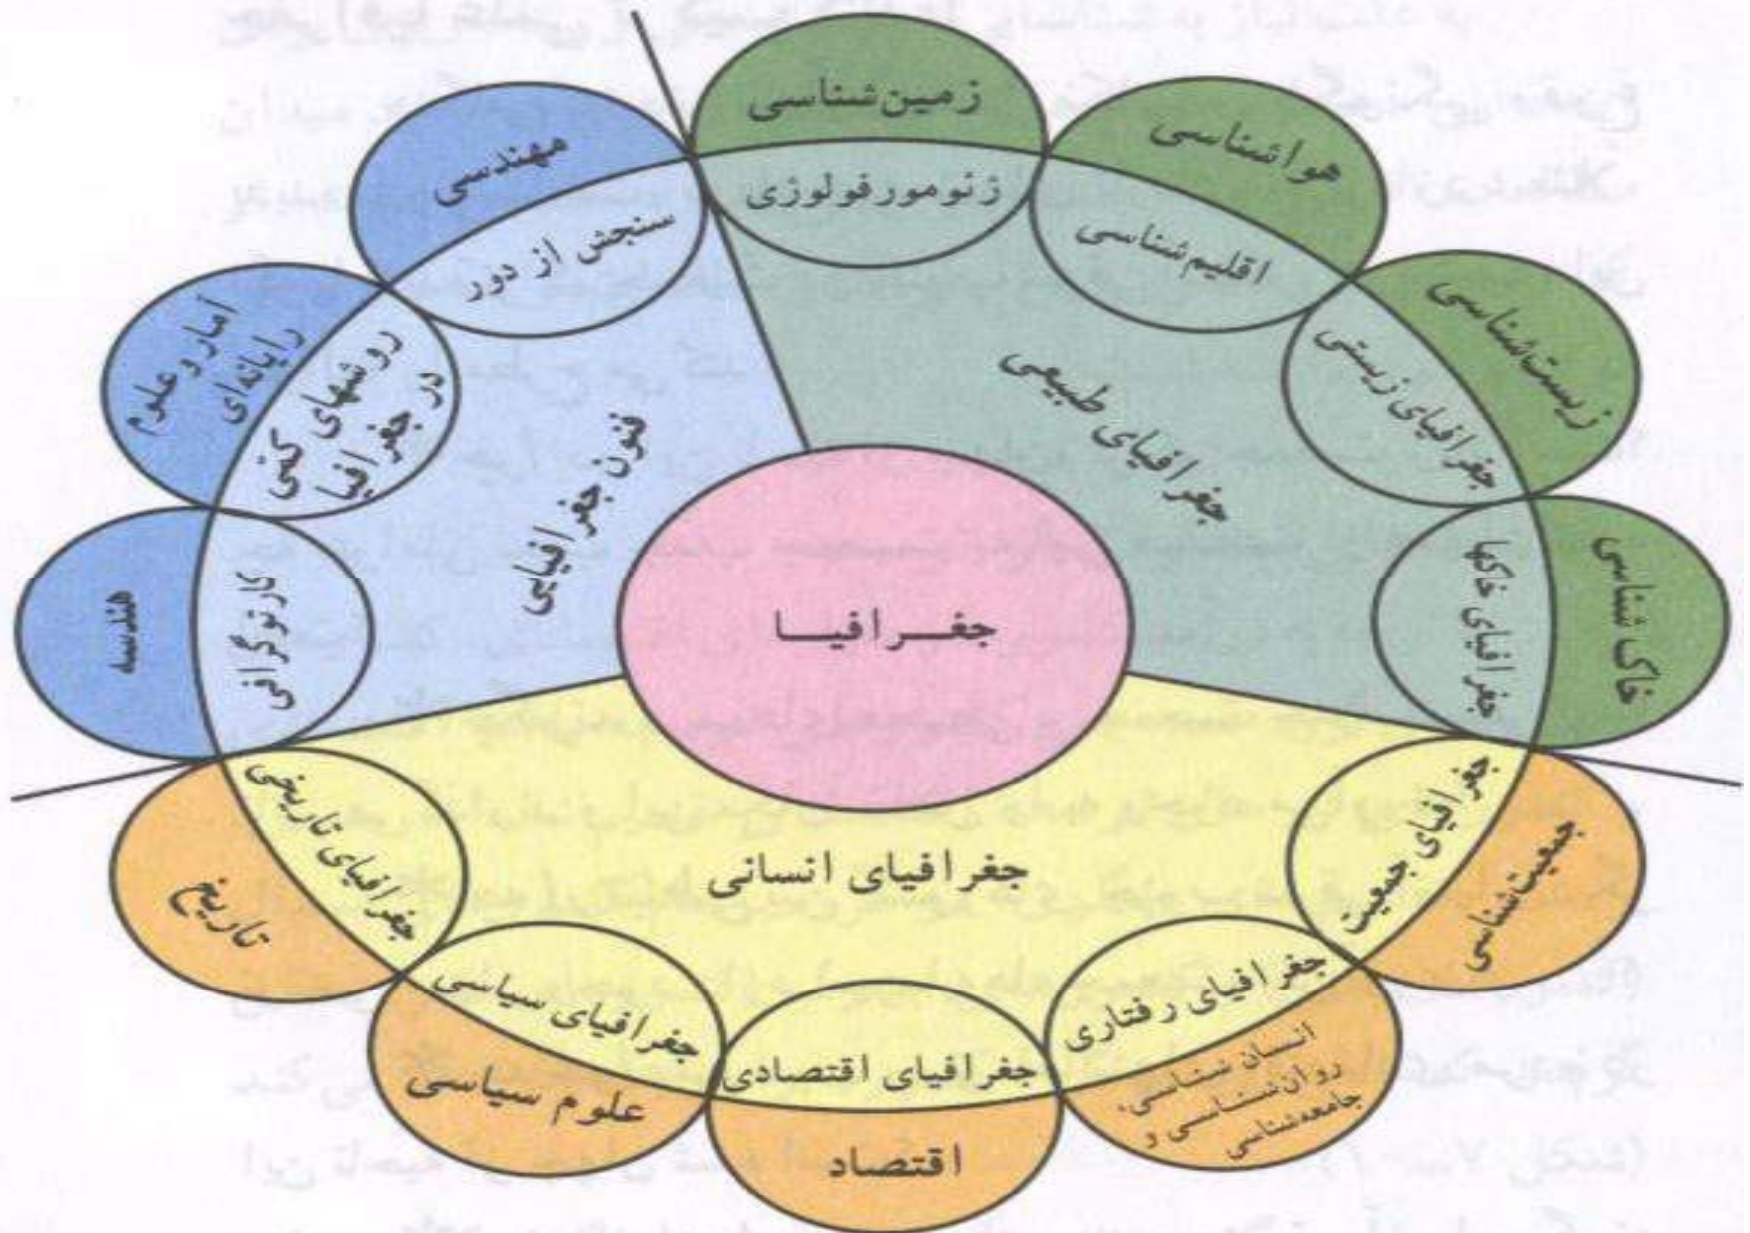 زمین‌شناسی
ژئومورفولوژی
هواشناسی
اقلیم‌شناسی
زیست‌شناسی
جغرافیای زیستی
خاک‌شناسی
جغرافیای خاکها
جغرافیای طبیعی
مهندسی
سنجش از دور
آمار و علوم
رایانه‌ای
روشهای کمّی
در جغرافیا
هندسه
کارتوگرافی
فنون جغرافیایی
جغرافیا
جغرافیای انسانی
جمعیت‌شناسی
جغرافیای جمعیت
جغرافیای رفتاری
انسان شناسی،
روان‌شناسی و
جامعه‌شناسی
جغرافیای اقتصادی
اقتصاد
جغرافیای سیاسی
علوم سیاسی
جغرافیای تاریخی
تاریخ